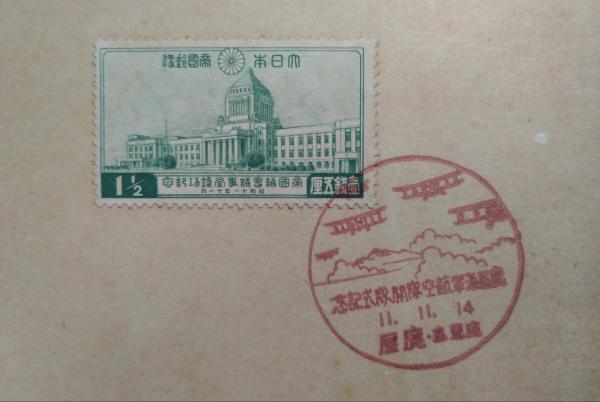 大日本帝國郵便
帝國議會議事堂竣功記念
昭和十一年十一月
1½
壹錢五厘
鹿屋海軍航空隊開隊式記念
11. 11. 14
鹿児島・鹿屋